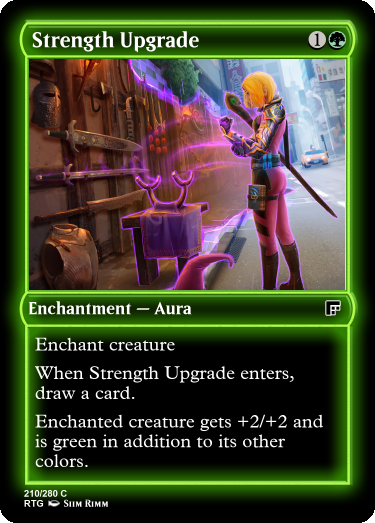 Strength Upgrade 1
Enchantment — Aura
Enchant creature
When Strength Upgrade enters,
draw a card.
Enchanted creature gets +2/+2 and
is green in addition to its other
colors.
210/280 C
RTG Siim Rimm